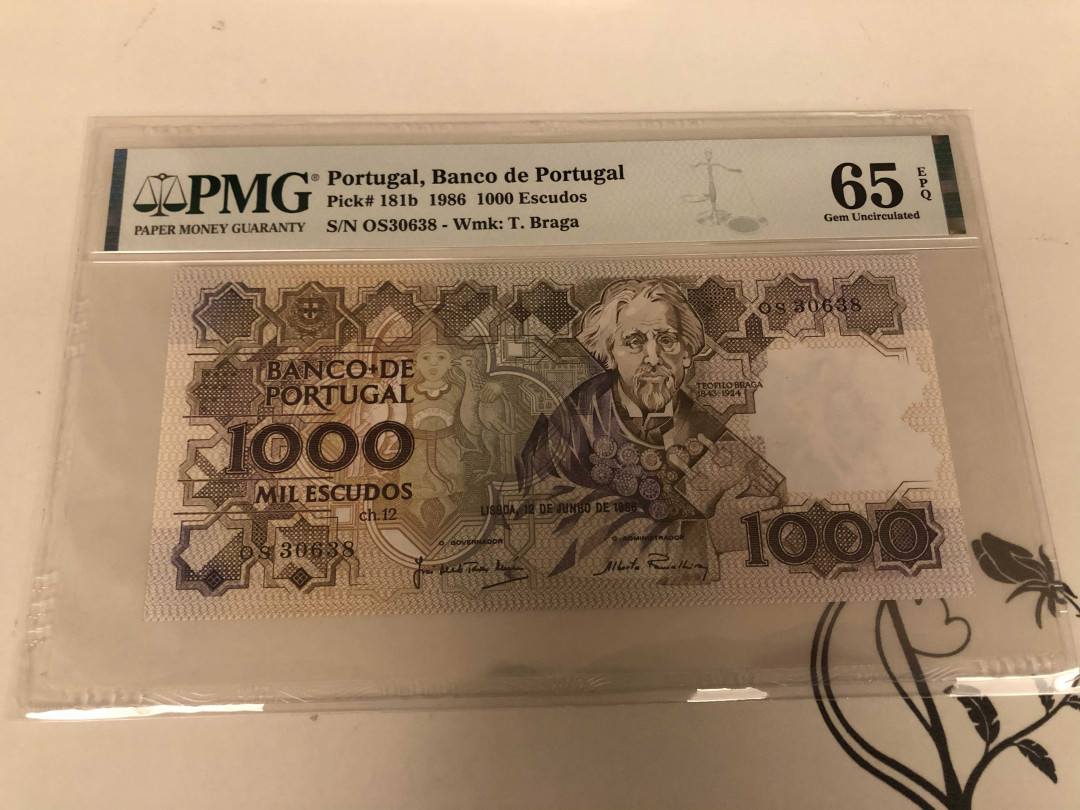 PMG®
PAPER MONEY GUARANTY
Portugal, Banco de Portugal
Pick# 181b 1986 1000 Escudos
S/N OS30638 - Wmk: T. Braga
65 EPQ
Gem Uncirculated
OS 30638
BANCO DE
PORTUGAL
TEOFILO BRAGA
1843-1924
1000
MIL ESCUDOS
ch.12
LISBOA, 12 DE JUNHO DE 1986
1000
OS 30638
O GOVERNADOR
O ADMINISTRADOR